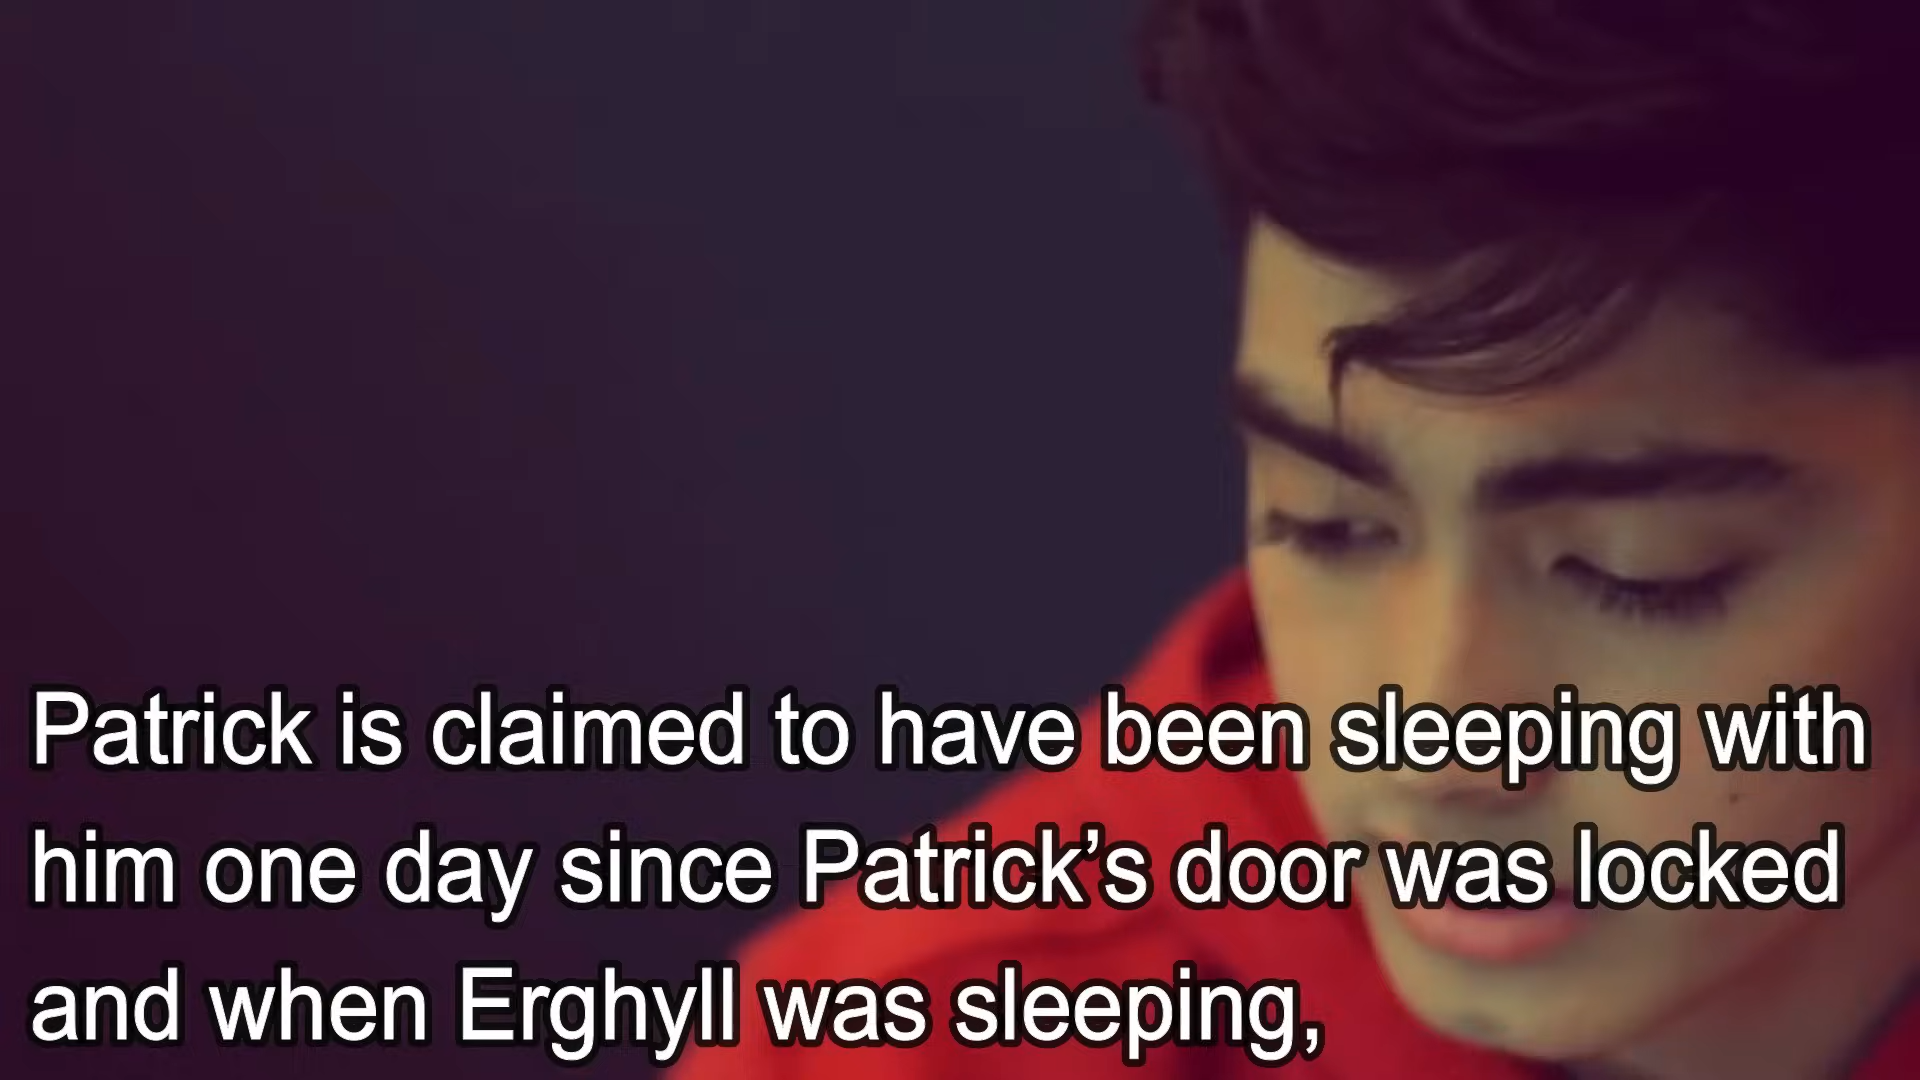 Patrick is claimed to have been sleeping with
him one day since Patrick’s door was locked
and when Erghyll was sleeping,